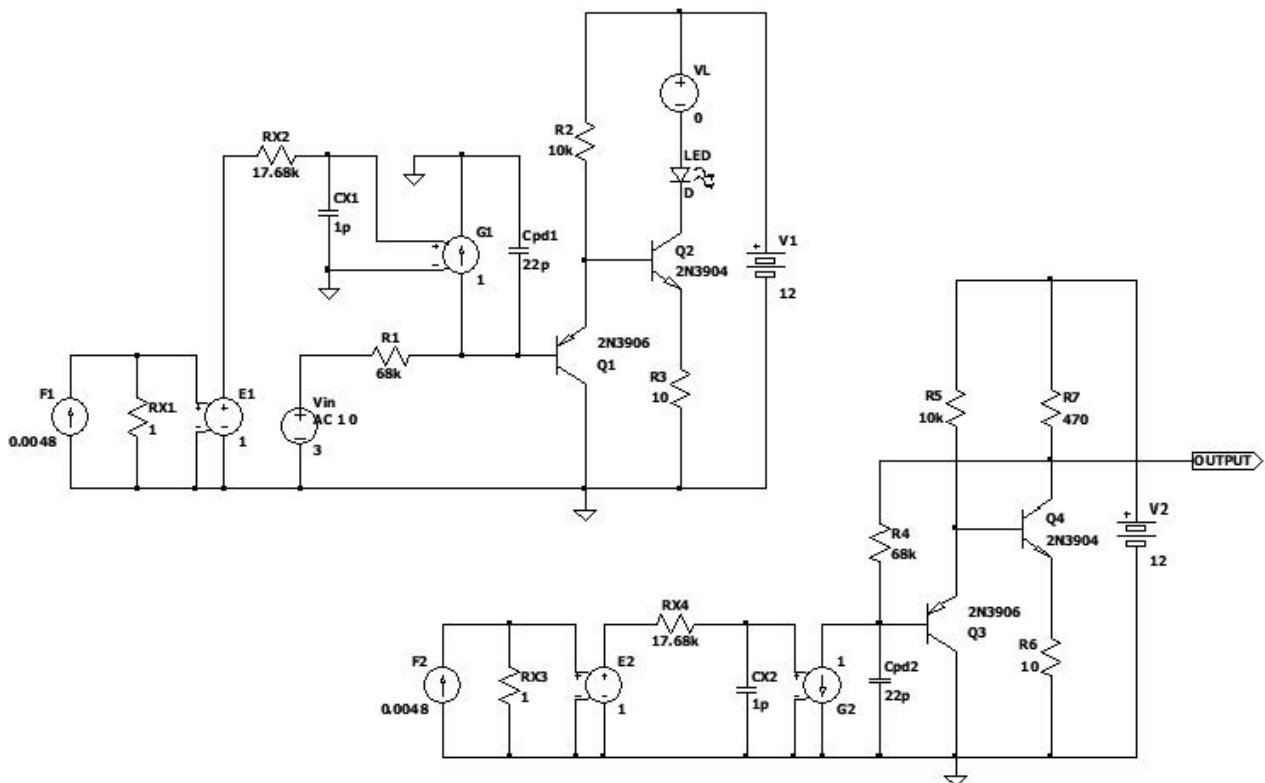 VL
0
R2
10k
RX2
17.68k
LED
D
CX1
1p
G1
1
Cpd1
22p
Q2
2N3904
V1
12
R1
68k
2N3906
Q1
R3
10
F1
0.0048
RX1
1
E1
1
Vin
AC 1 0
3
R5
10k
R7
470
OUTPUT
R4
68k
Q4
2N3904
V2
12
RX4
17.68k
2N3906
Q3
R6
10
F2
0.0048
RX3
1
E2
1
CX2
1p
1
G2
Cpd2
22p